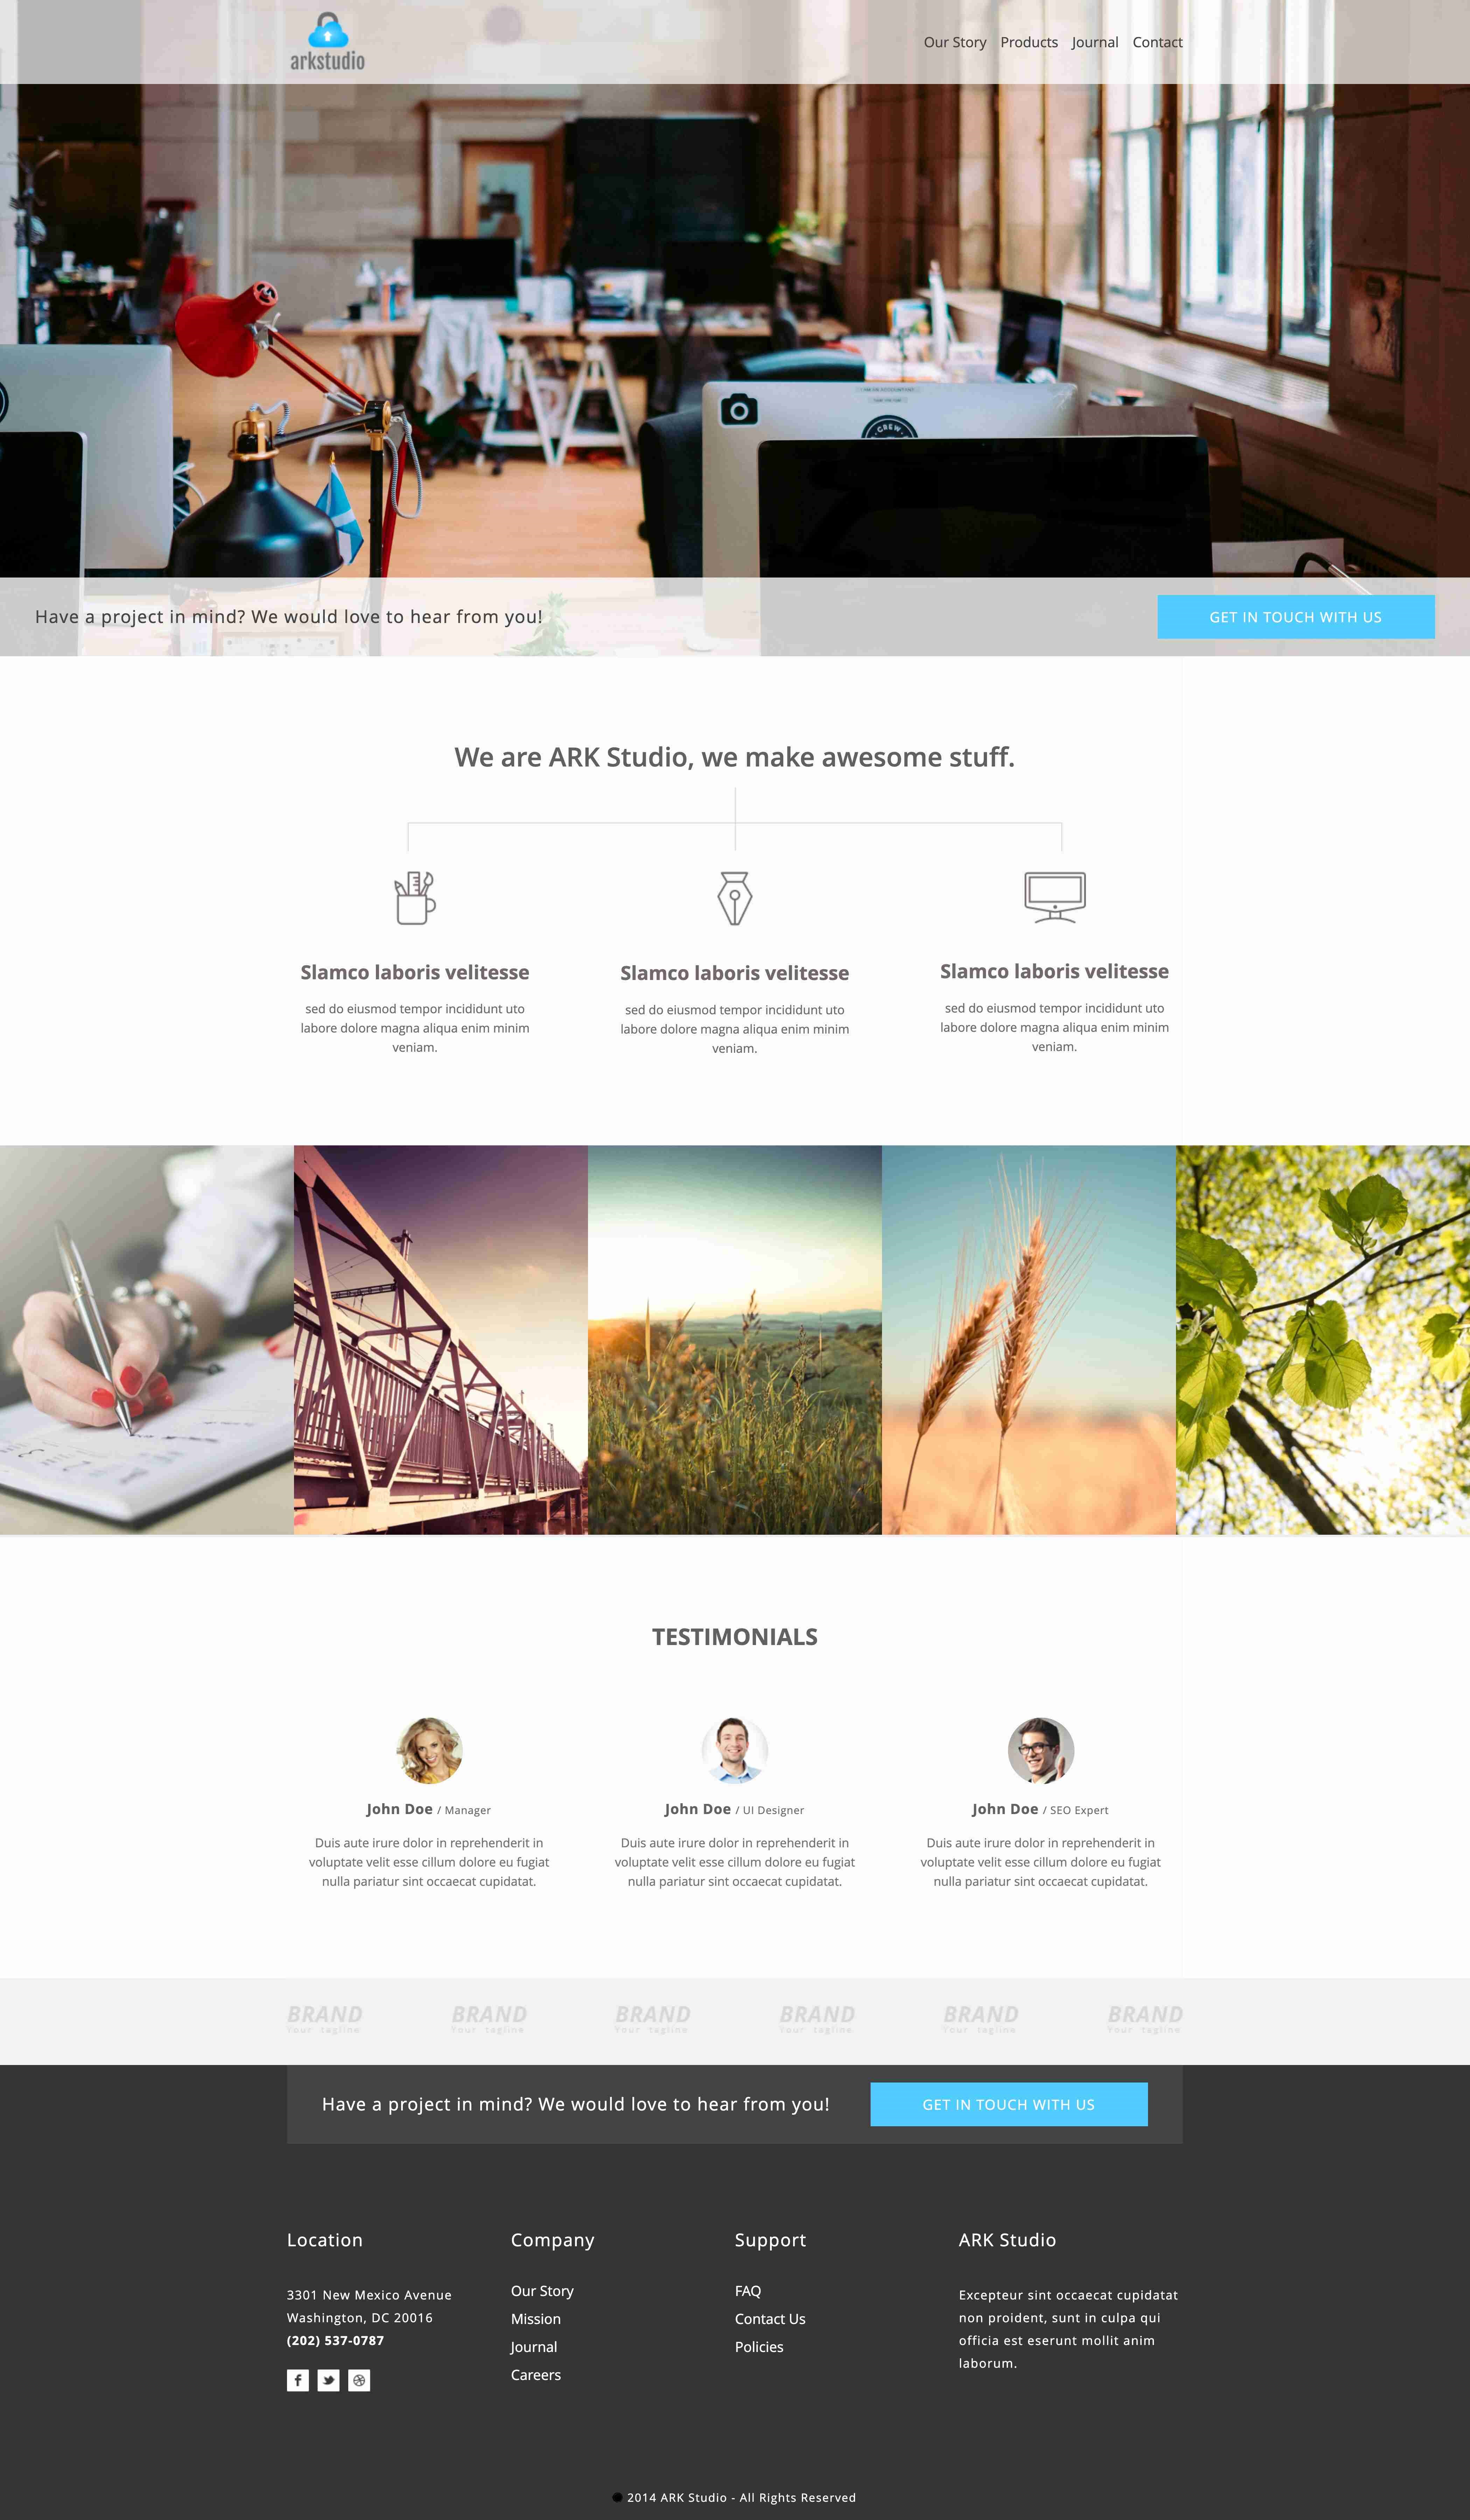 arkstudio
Our Story Products Journal Contact
CREW
Have a project in mind? We would love to hear from you!
GET IN TOUCH WITH US
We are ARK Studio, we make awesome stuff.
Slamco laboris velitesse
sed do eiusmod tempor incididunt uto
labore dolore magna aliqua enim minim
veniam.
Slamco laboris velitesse
sed do eiusmod tempor incididunt uto
labore dolore magna aliqua enim minim
veniam.
Slamco laboris velitesse
sed do eiusmod tempor incididunt uto
labore dolore magna aliqua enim minim
veniam.
TESTIMONIALS
John Doe / Manager
Duis aute irure dolor in reprehenderit in
voluptate velit esse cillum dolore eu fugiat
nulla pariatur sint occaecat cupidatat.
John Doe / UI Designer
Duis aute irure dolor in reprehenderit in
voluptate velit esse cillum dolore eu fugiat
nulla pariatur sint occaecat cupidatat.
John Doe / SEO Expert
Duis aute irure dolor in reprehenderit in
voluptate velit esse cillum dolore eu fugiat
nulla pariatur sint occaecat cupidatat.
BRAND
Your tagline
BRAND
Your tagline
BRAND
Your tagline
BRAND
Your tagline
BRAND
Your tagline
BRAND
Your tagline
Have a project in mind? We would love to hear from you!
GET IN TOUCH WITH US
Location
3301 New Mexico Avenue
Washington, DC 20016
(202) 537-0787
Company
Our Story
Mission
Journal
Careers
Support
FAQ
Contact Us
Policies
ARK Studio
Excepteur sint occaecat cupidatat
non proident, sunt in culpa qui
officia est eserunt mollit anim
laborum.
2014 ARK Studio - All Rights Reserved